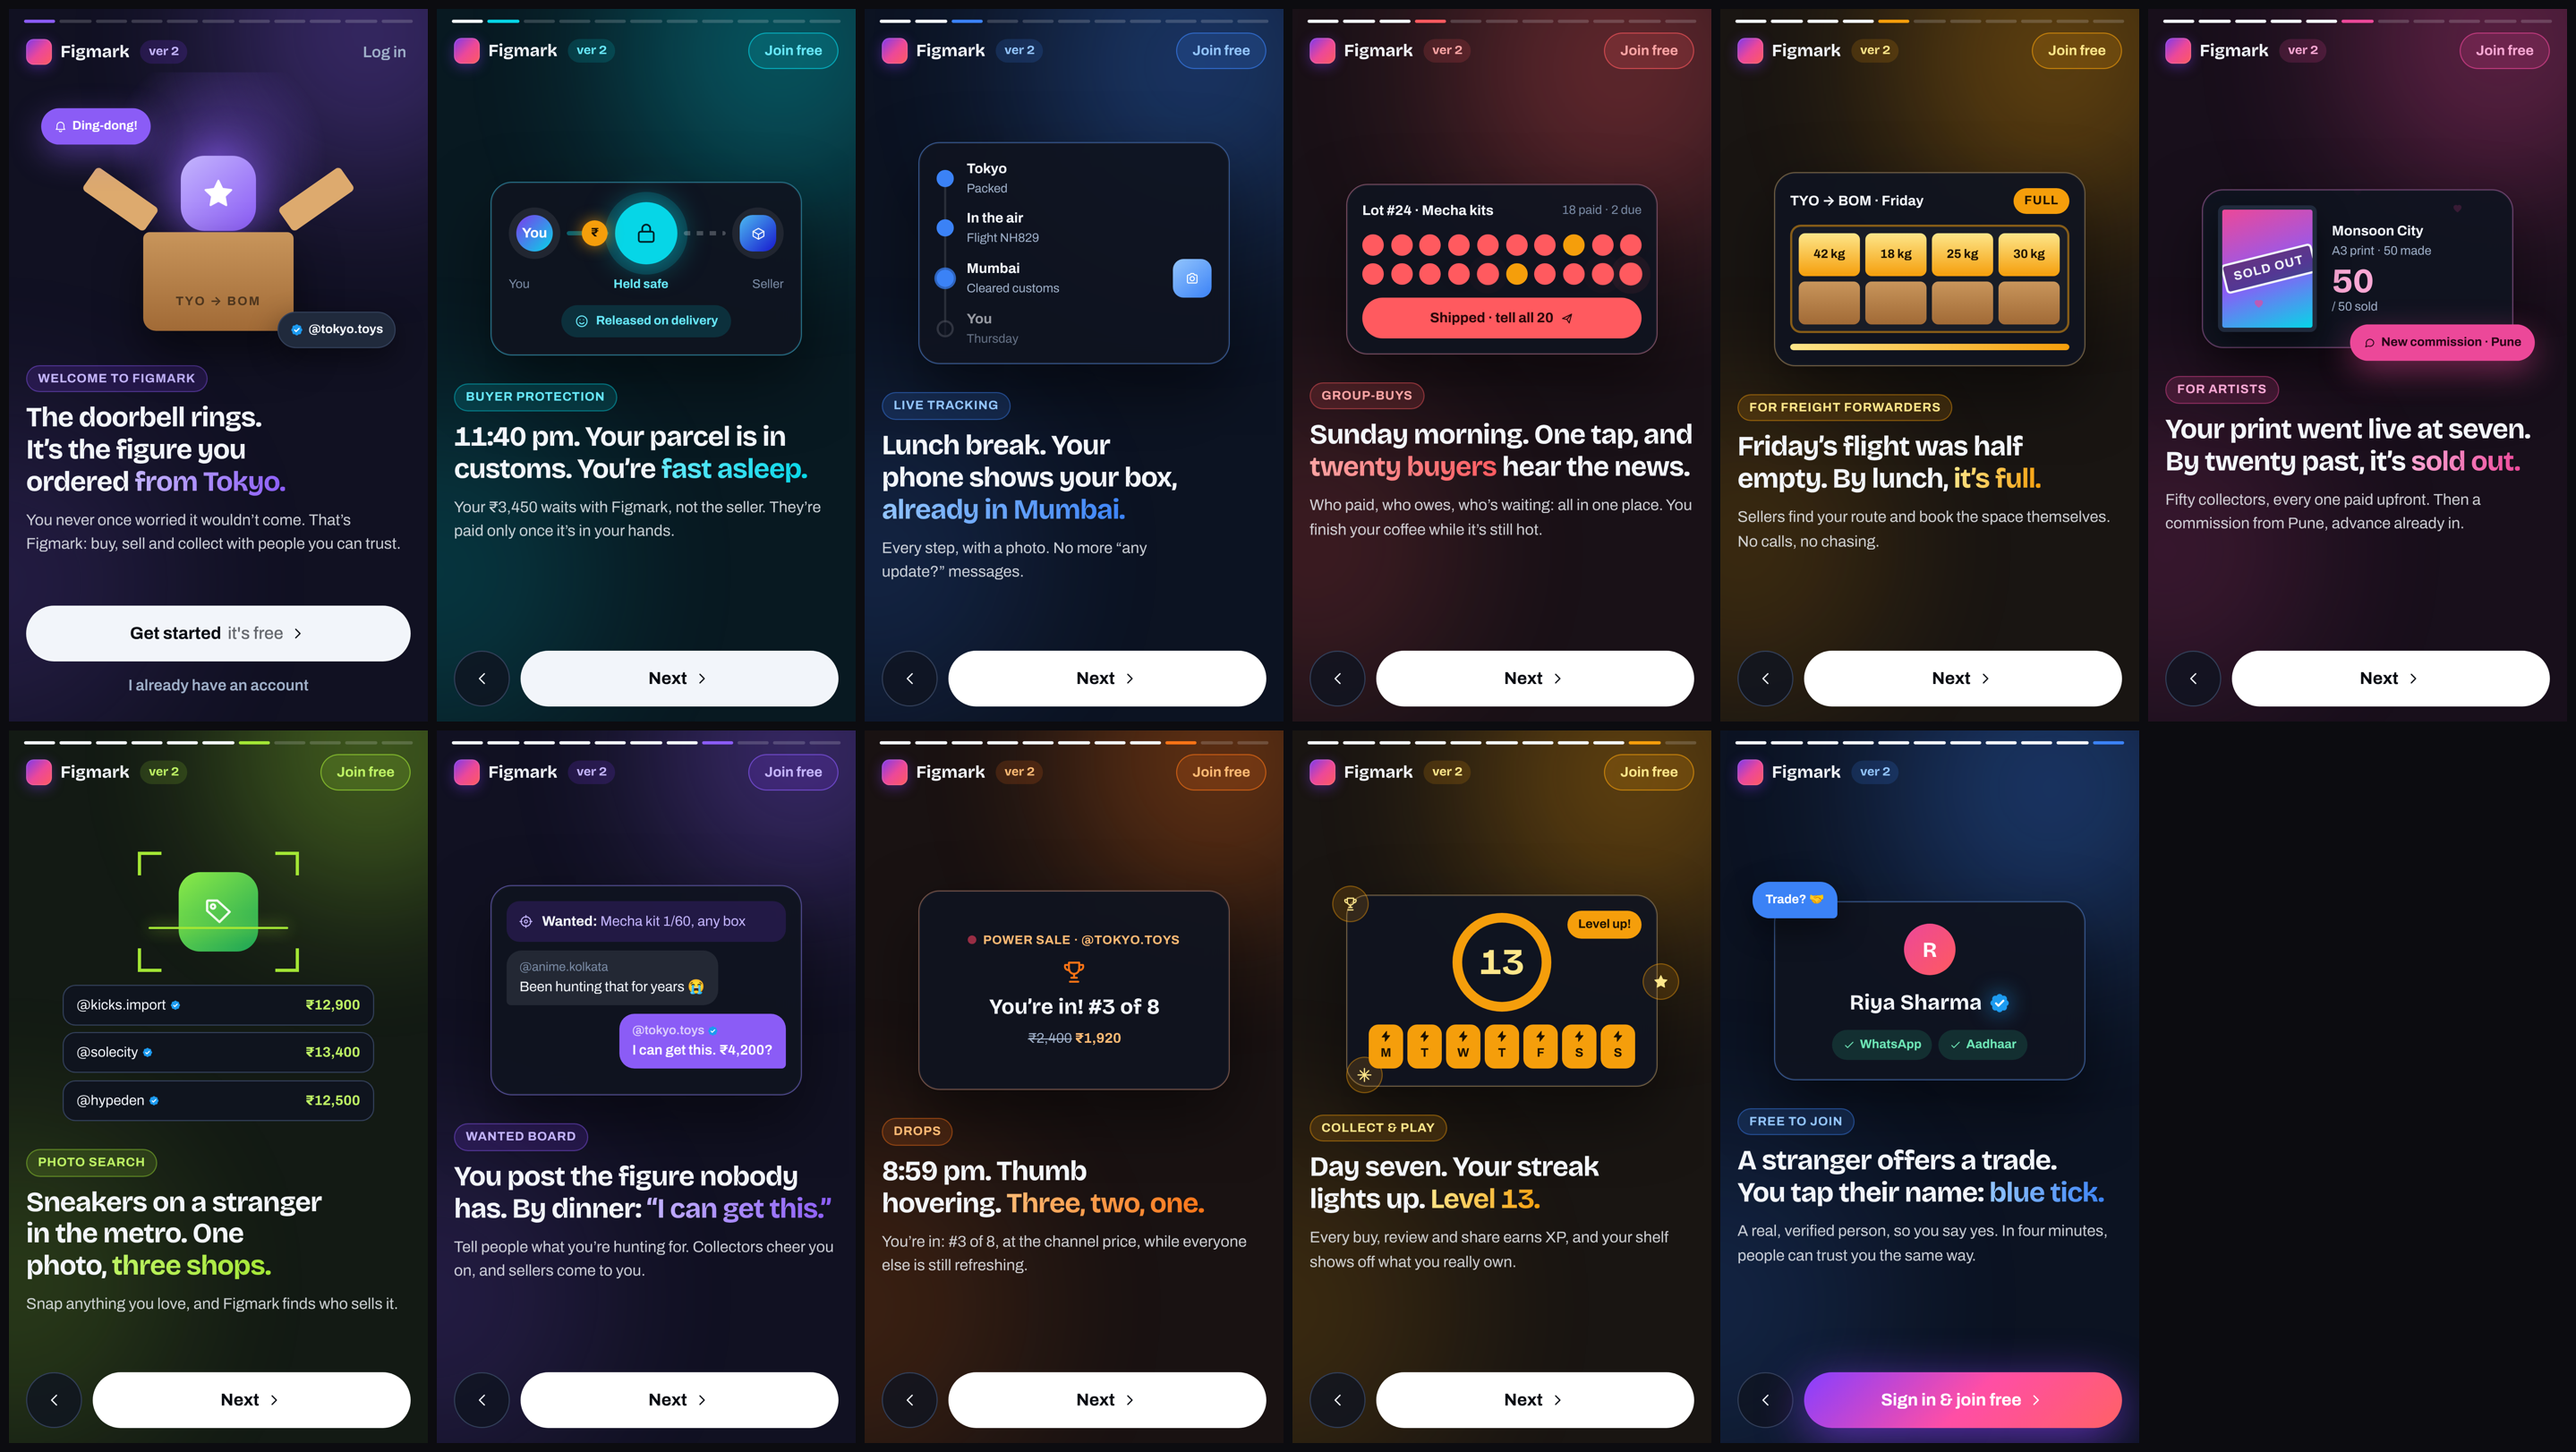 Figmark ver 2 Log in
Ding-dong!
TYO → BOM
@tokyo.toys
WELCOME TO FIGMARK
The doorbell rings.
It's the figure you
ordered from Tokyo.
You never once worried it wouldn't come. That's
Figmark: buy, sell and collect with people you can trust.
Get started it's free
I already have an account
Figmark ver 2 Join free
You ₹
You Held safe Seller
Released on delivery
BUYER PROTECTION
11:40 pm. Your parcel is in
customs. You're fast asleep.
Your ₹3,450 waits with Figmark, not the seller. They're
paid only once it's in your hands.
Next
Figmark ver 2 Join free
Tokyo
Packed
In the air
Flight NH829
Mumbai
Cleared customs
You
Thursday
LIVE TRACKING
Lunch break. Your
phone shows your box,
already in Mumbai.
Every step, with a photo. No more “any
update?” messages.
Next
Figmark ver 2 Join free
Lot #24 · Mecha kits 18 paid · 2 due
Shipped · tell all 20
GROUP-BUYS
Sunday morning. One tap, and
twenty buyers hear the news.
Who paid, who owes, who's waiting: all in one place. You
finish your coffee while it's still hot.
Next
Figmark ver 2 Join free
TYO → BOM · Friday FULL
42 kg 18 kg 25 kg 30 kg
FOR FREIGHT FORWARDERS
Friday's flight was half
empty. By lunch, it's full.
Sellers find your route and book the space themselves.
No calls, no chasing.
Next
Figmark ver 2 Join free
SOLD OUT
Monsoon City
A3 print · 50 made
50
/ 50 sold
New commission · Pune
FOR ARTISTS
Your print went live at seven.
By twenty past, it's sold out.
Fifty collectors, every one paid upfront. Then a
commission from Pune, advance already in.
Next
Figmark ver 2 Join free
@kicks.import ₹12,900
@solecity ₹13,400
@hypeden ₹12,500
PHOTO SEARCH
Sneakers on a stranger
in the metro. One
photo, three shops.
Snap anything you love, and Figmark finds who sells it.
Next
Figmark ver 2 Join free
Wanted: Mecha kit 1/60, any box
@anime.kolkata
Been hunting that for years 😭
@tokyo.toys
I can get this. ₹4,200?
WANTED BOARD
You post the figure nobody
has. By dinner: “I can get this.”
Tell people what you're hunting for. Collectors cheer you
on, and sellers come to you.
Next
Figmark ver 2 Join free
POWER SALE · @TOKYO.TOYS
You're in! #3 of 8
₹2,400 ₹1,920
DROPS
8:59 pm. Thumb
hovering. Three, two, one.
You're in: #3 of 8, at the channel price, while everyone
else is still refreshing.
Next
Figmark ver 2 Join free
Level up!
13
M T W T F S S
COLLECT & PLAY
Day seven. Your streak
lights up. Level 13.
Every buy, review and share earns XP, and your shelf
shows off what you really own.
Next
Figmark ver 2
Trade? 🤝
R
Riya Sharma
WhatsApp Aadhaar
FREE TO JOIN
A stranger offers a trade.
You tap their name: blue tick.
A real, verified person, so you say yes. In four minutes,
people can trust you the same way.
Sign in & join free